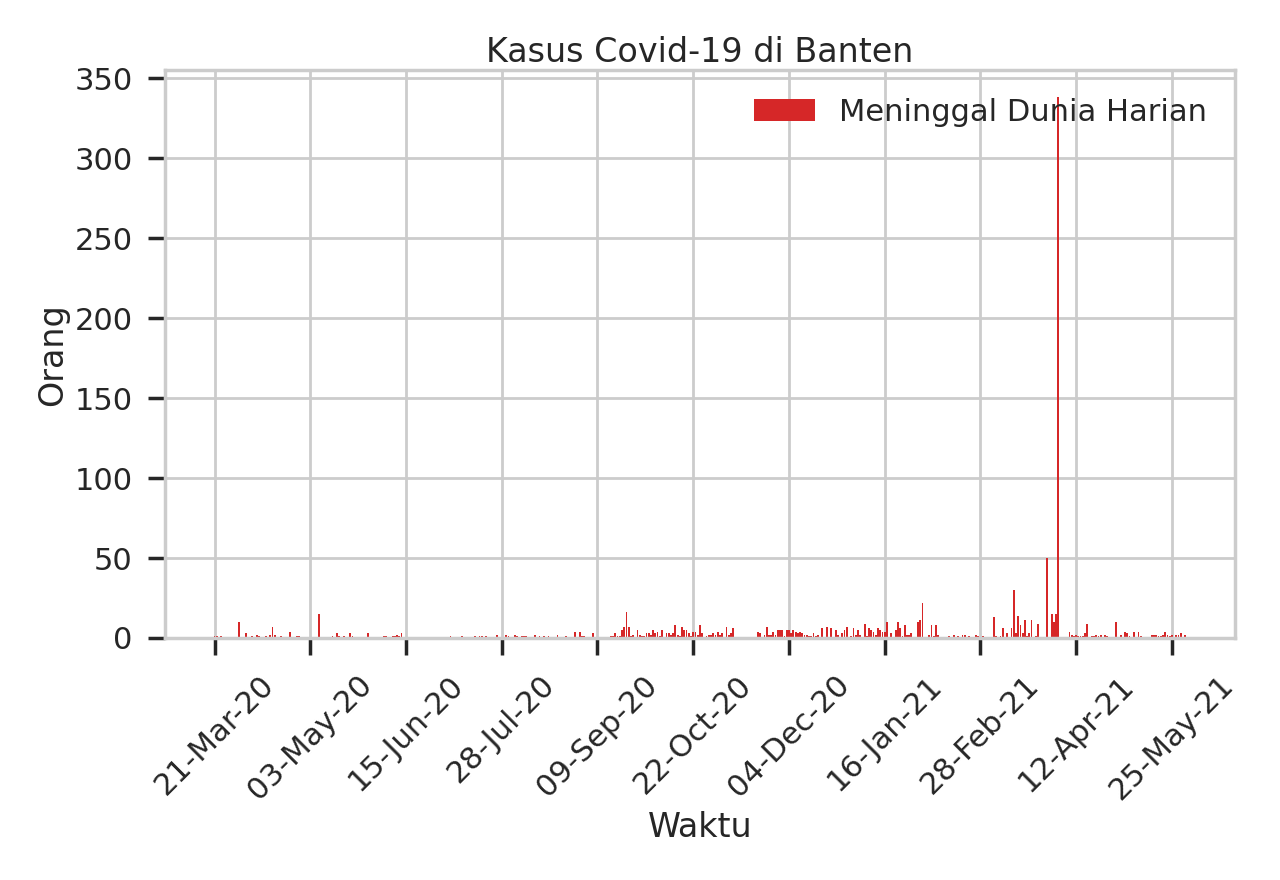 Kasus Covid-19 di Banten
Meninggal Dunia Harian
Orang
350
300
250
200
150
100
50
0
21-Mar-20
03-May-20
15-Jun-20
28-Jul-20
09-Sep-20
22-Oct-20
04-Dec-20
16-Jan-21
28-Feb-21
12-Apr-21
25-May-21
Waktu